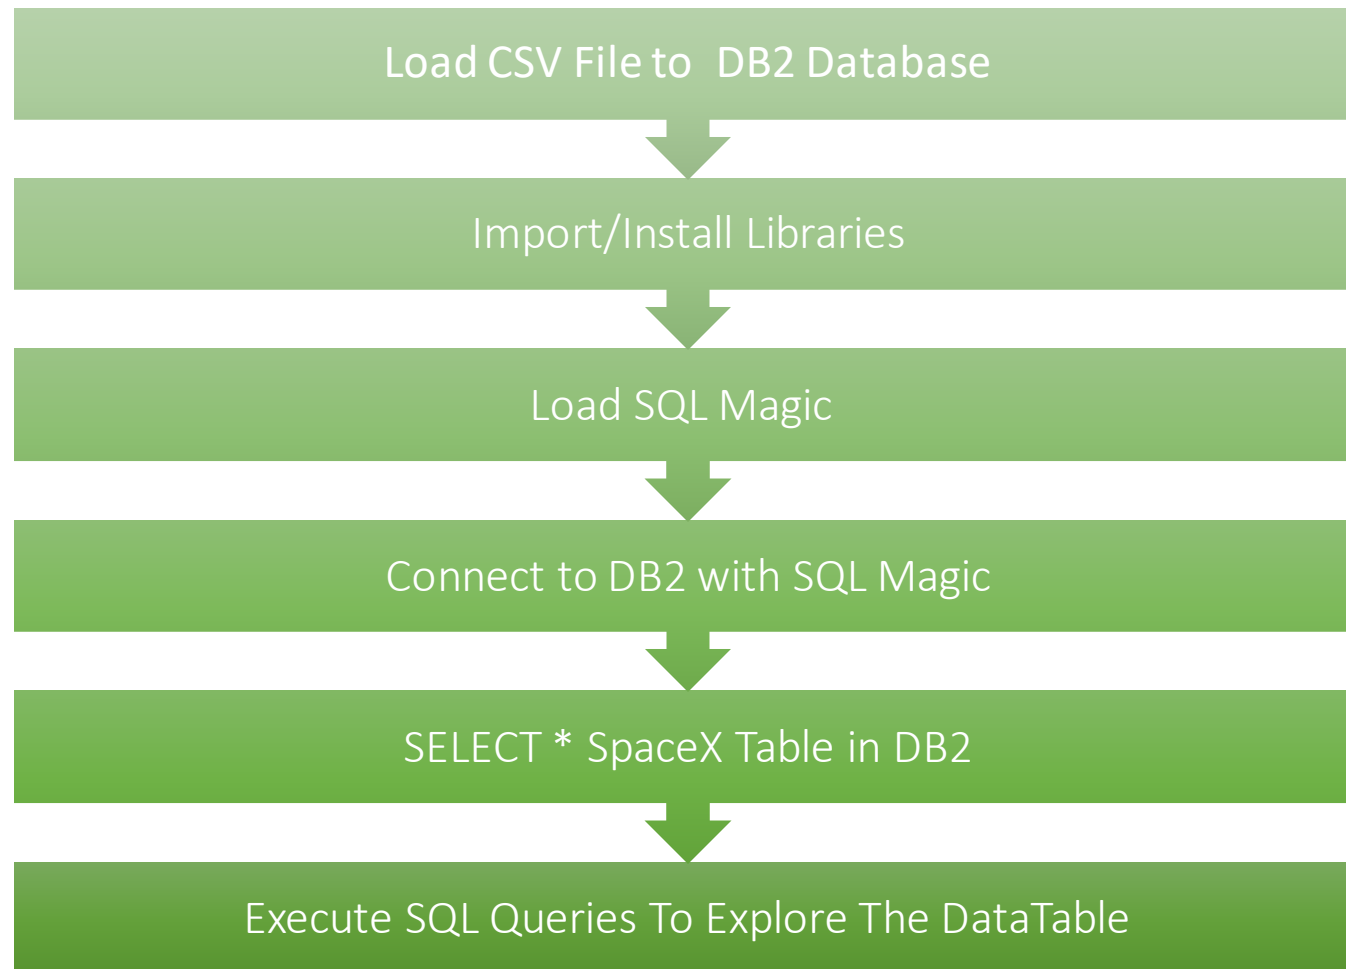 Load CSV File to DB2 Database
Import/Install Libraries
Load SQL Magic
Connect to DB2 with SQL Magic
SELECT * SpaceX Table in DB2
Execute SQL Queries To Explore The DataTable